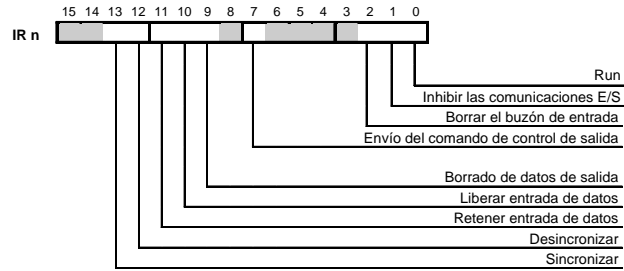 15 14 13 12 11 10 9 8 7 6 5 4 3 2 1 0
IR n
Run
Inhibir las comunicaciones E/S
Borrar el buzón de entrada
Envío del comando de control de salida
Borrado de datos de salida
Liberar entrada de datos
Retener entrada de datos
Desincronizar
Sincronizar